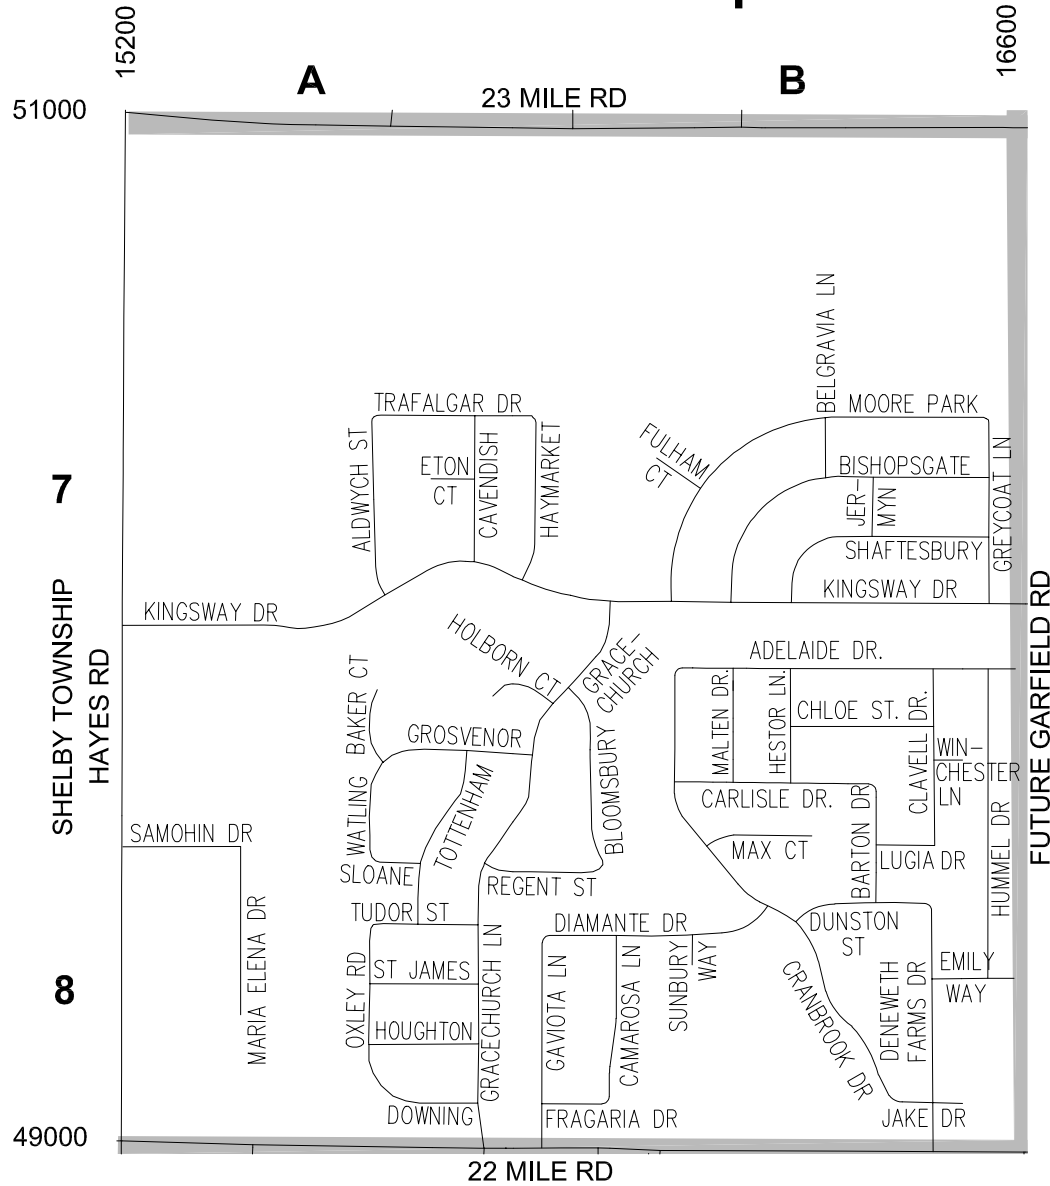 15200
16600
A
B
51000
23 MILE RD
BELGRAVIA LN
TRAFALGAR DR
MOORE PARK
ALDWYCH ST
ETON
CT
CAVENDISH
HAYMARKET
FULHAM
CT
BISHOPSGATE
JER-
MYN
GREYCOAT LN
7
SHAFTESBURY
KINGSWAY DR
KINGSWAY DR
SHELBY TOWNSHIP
HAYES RD
FUTURE GARFIELD RD
HOLBORN CT
GRACE-
CHURCH
ADELAIDE DR.
BAKER CT
GROSVENOR
MALTEN DR.
HESTOR LN.
CHLOE ST.
CLAVELL DR.
WIN-
CHESTER
LN
WATLING
TOTTENHAM
BLOOMSBURY
CARLISLE DR.
BARTON DR
HUMMEL DR
SAMOHIN DR
MAX CT
LUGIA DR
SLOANE
REGENT ST
TUDOR ST
DIAMANTE DR
DUNSTON
ST
MARIA ELENA DR
OXLEY RD
ST JAMES
GRACECHURCH LN
GAVIOTA LN
CAMAROSA LN
SUNBURY
WAY
CRANBROOK DR
DENEWETH
FARMS DR
EMILY
WAY
8
HOUGHTON
DOWNING
FRAGARIA DR
JAKE DR
49000
22 MILE RD